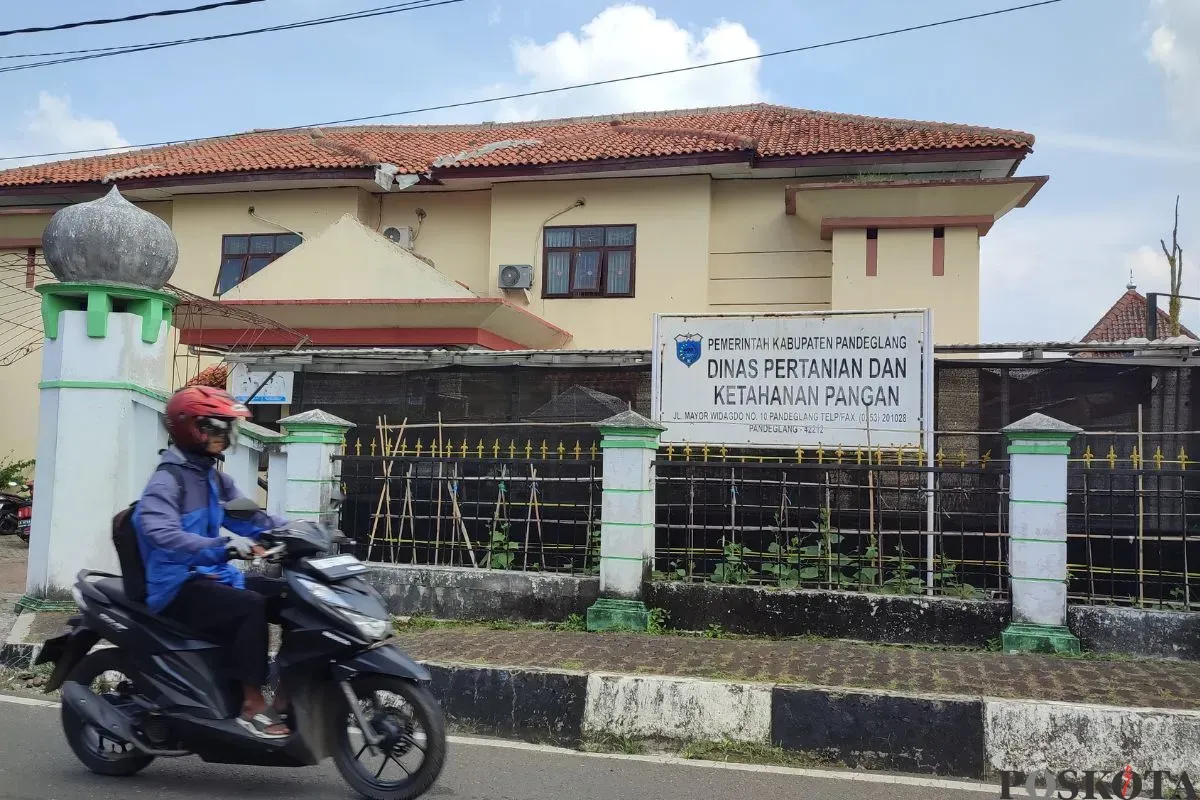 PEMERINTAH KABUPATEN PANDEGLANG
DINAS PERTANIAN DAN
KETAHANAN PANGAN
JL. MAYOR WIDAGDO NO. 10 PANDEGLANG TELP/FAX. (0253) 201028
PANDEGLANG - 42212
POSKOTA